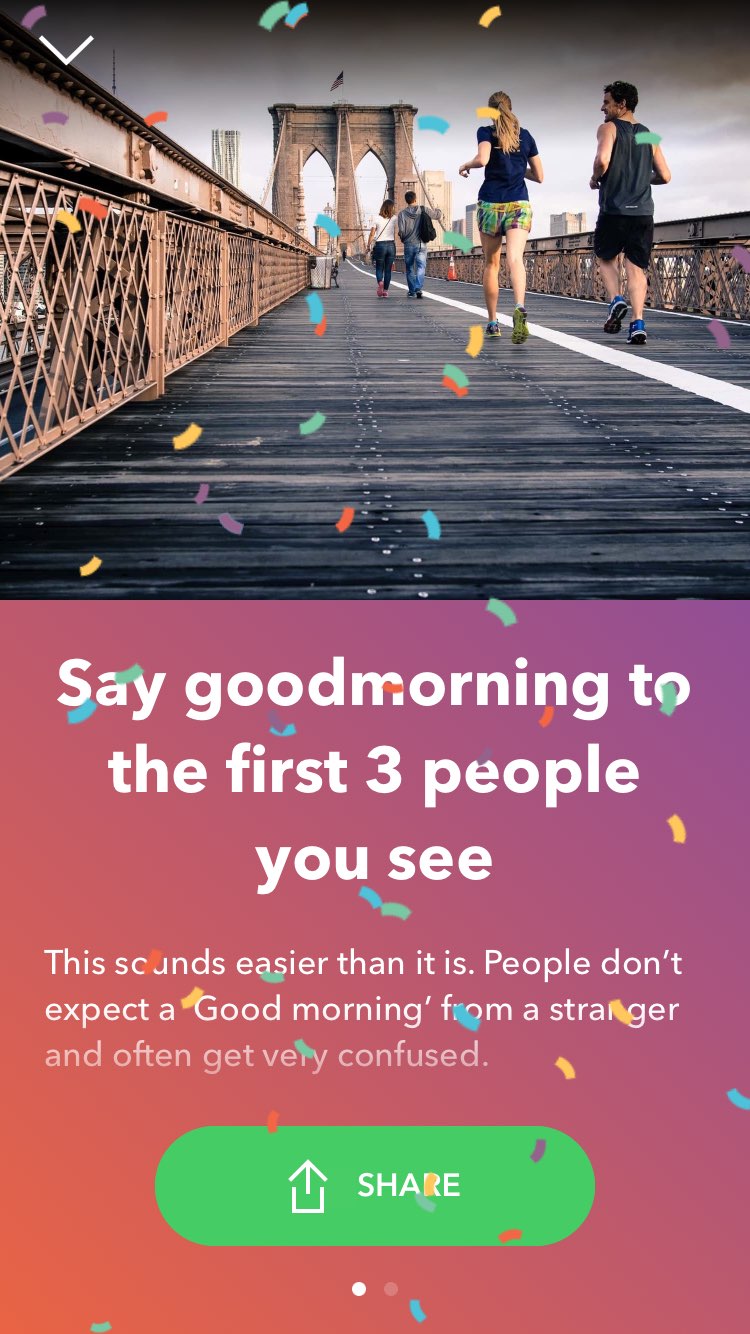 Say goodmorning to
the first 3 people
you see
This sounds easier than it is. People don’t
expect a ‘Good morning’ from a stranger
and often get very confused.
SHARE